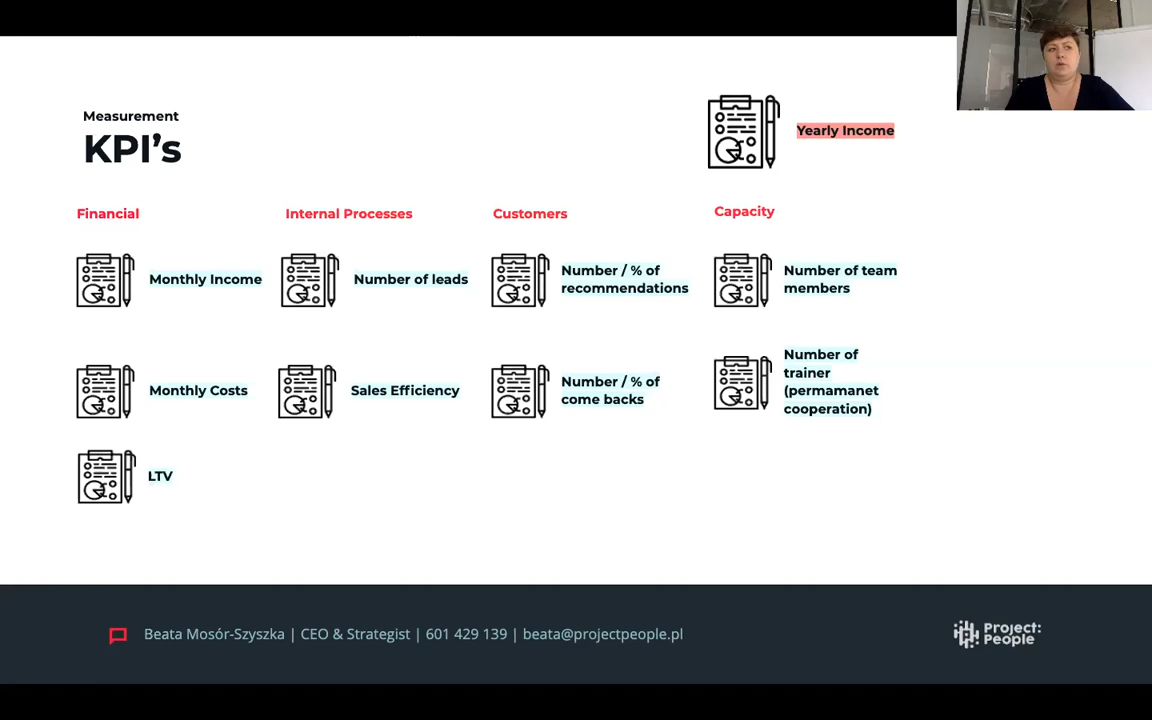 Measurement
KPI's
Yearly Income
Financial
Internal Processes
Customers
Capacity
Monthly Income
Number of leads
Number / % of
recommendations
Number of team
members
Monthly Costs
Sales Efficiency
Number / % of
come backs
Number of
trainer
(permamanet
cooperation)
LTV
Beata Mosór-Szyszka | CEO & Strategist | 601 429 139 | beata@projectpeople.pl
Project:
People